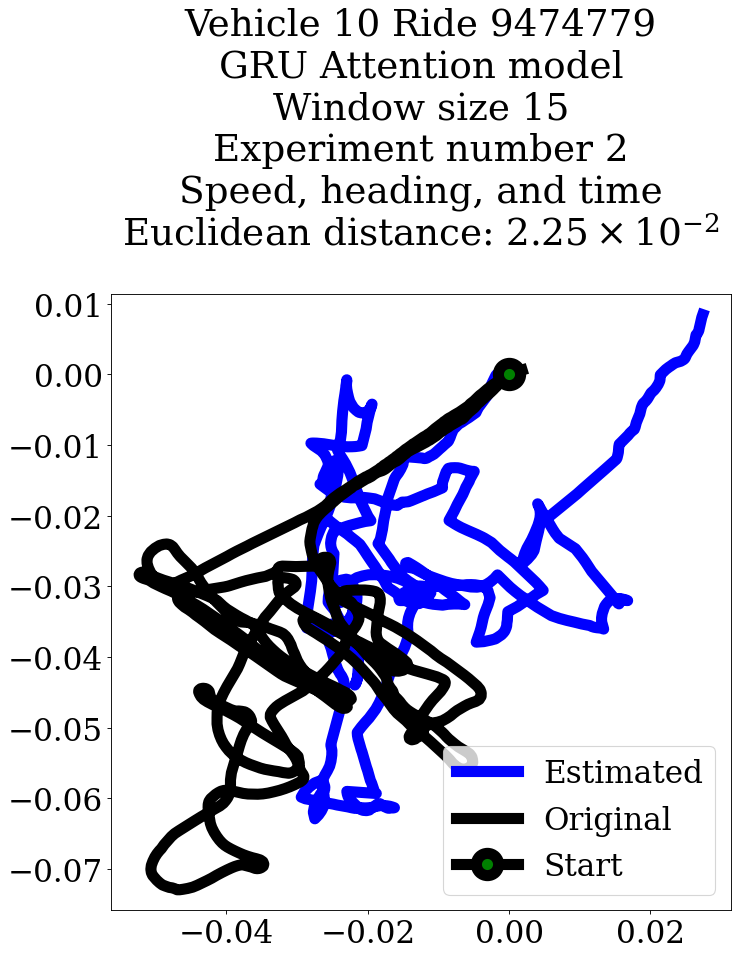 Vehicle 10 Ride 9474779
GRU Attention model
Window size 15
Experiment number 2
Speed, heading, and time
Euclidean distance: 2.25 × 10⁻²
0.01
0.00
−0.01
−0.02
−0.03
−0.04
−0.05
−0.06
−0.07
Estimated
Original
Start
−0.04 −0.02 0.00 0.02